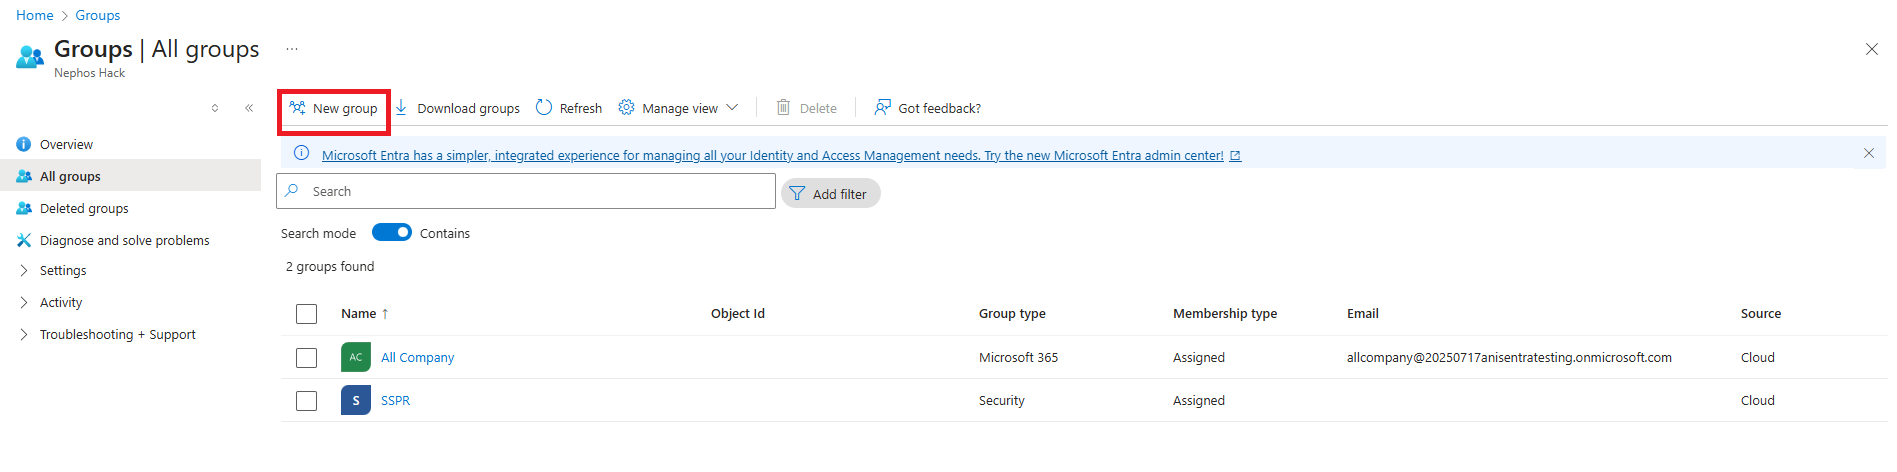 Home > Groups
Groups | All groups ...
Nephos Hack
New group Download groups Refresh Manage view Delete Got feedback?
Overview
All groups
Deleted groups
Diagnose and solve problems
Settings
Activity
Troubleshooting + Support
Microsoft Entra has a simpler, integrated experience for managing all your Identity and Access Management needs. Try the new Microsoft Entra admin center!
Search Add filter
Search mode Contains
2 groups found
Name ↑ Object Id Group type Membership type Email Source
AC All Company Microsoft 365 Assigned allcompany@20250717anisentratesting.onmicrosoft.com Cloud
S SSPR Security Assigned Cloud